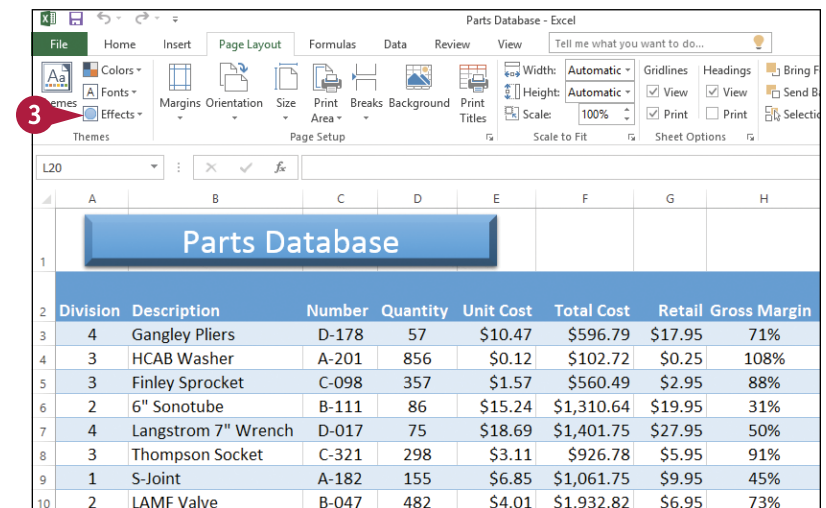 Parts Database - Excel
File Home Insert Page Layout Formulas Data Review View Tell me what you want to do...
Aa Colors Width: Automatic Gridlines Headings Bring F
A Fonts Height: Automatic View View Send Ba
3 emes Effects Margins Orientation Size Print Area Breaks Background Print Titles Scale: 100% Print Print Selectio
Themes Page Setup Scale to Fit Sheet Options
L20 fx
A B C D E F G H
1 Parts Database
2 Division Description Number Quantity Unit Cost Total Cost Retail Gross Margin
3 4 Gangley Pliers D-178 57 $10.47 $596.79 $17.95 71%
4 3 HCAB Washer A-201 856 $0.12 $102.72 $0.25 108%
5 3 Finley Sprocket C-098 357 $1.57 $560.49 $2.95 88%
6 2 6" Sonotube B-111 86 $15.24 $1,310.64 $19.95 31%
7 4 Langstrom 7" Wrench D-017 75 $18.69 $1,401.75 $27.95 50%
8 3 Thompson Socket C-321 298 $3.11 $926.78 $5.95 91%
9 1 S-Joint A-182 155 $6.85 $1,061.75 $9.95 45%
10 2 LAMF Valve B-047 482 $4.01 $1,932.82 $6.95 73%